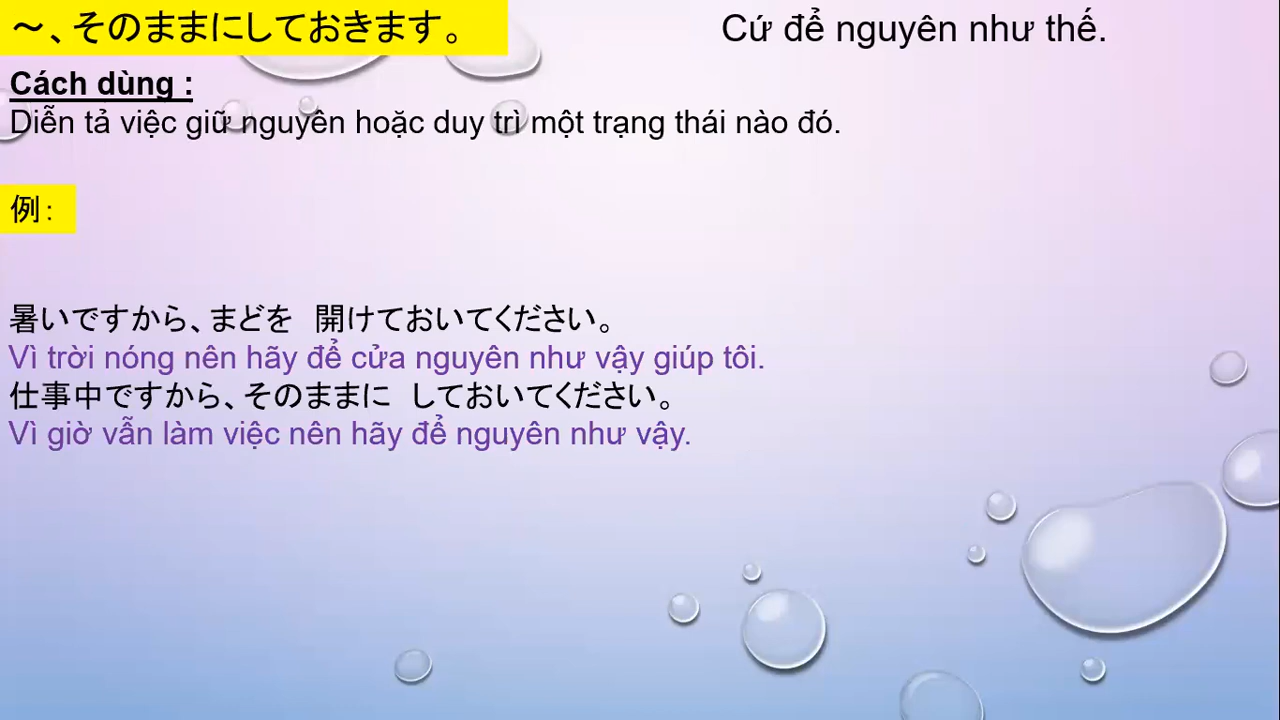 ～、そのままにしておきます。
Cứ để nguyên như thế.
Cách dùng :
Diễn tả việc giữ nguyên hoặc duy trì một trạng thái nào đó.
例：
暑いですから、まどを　開けておいてください。
Vì trời nóng nên hãy để cửa nguyên như vậy giúp tôi.
仕事中ですから、そのままに　しておいてください。
Vì giờ vẫn làm việc nên hãy để nguyên như vậy.